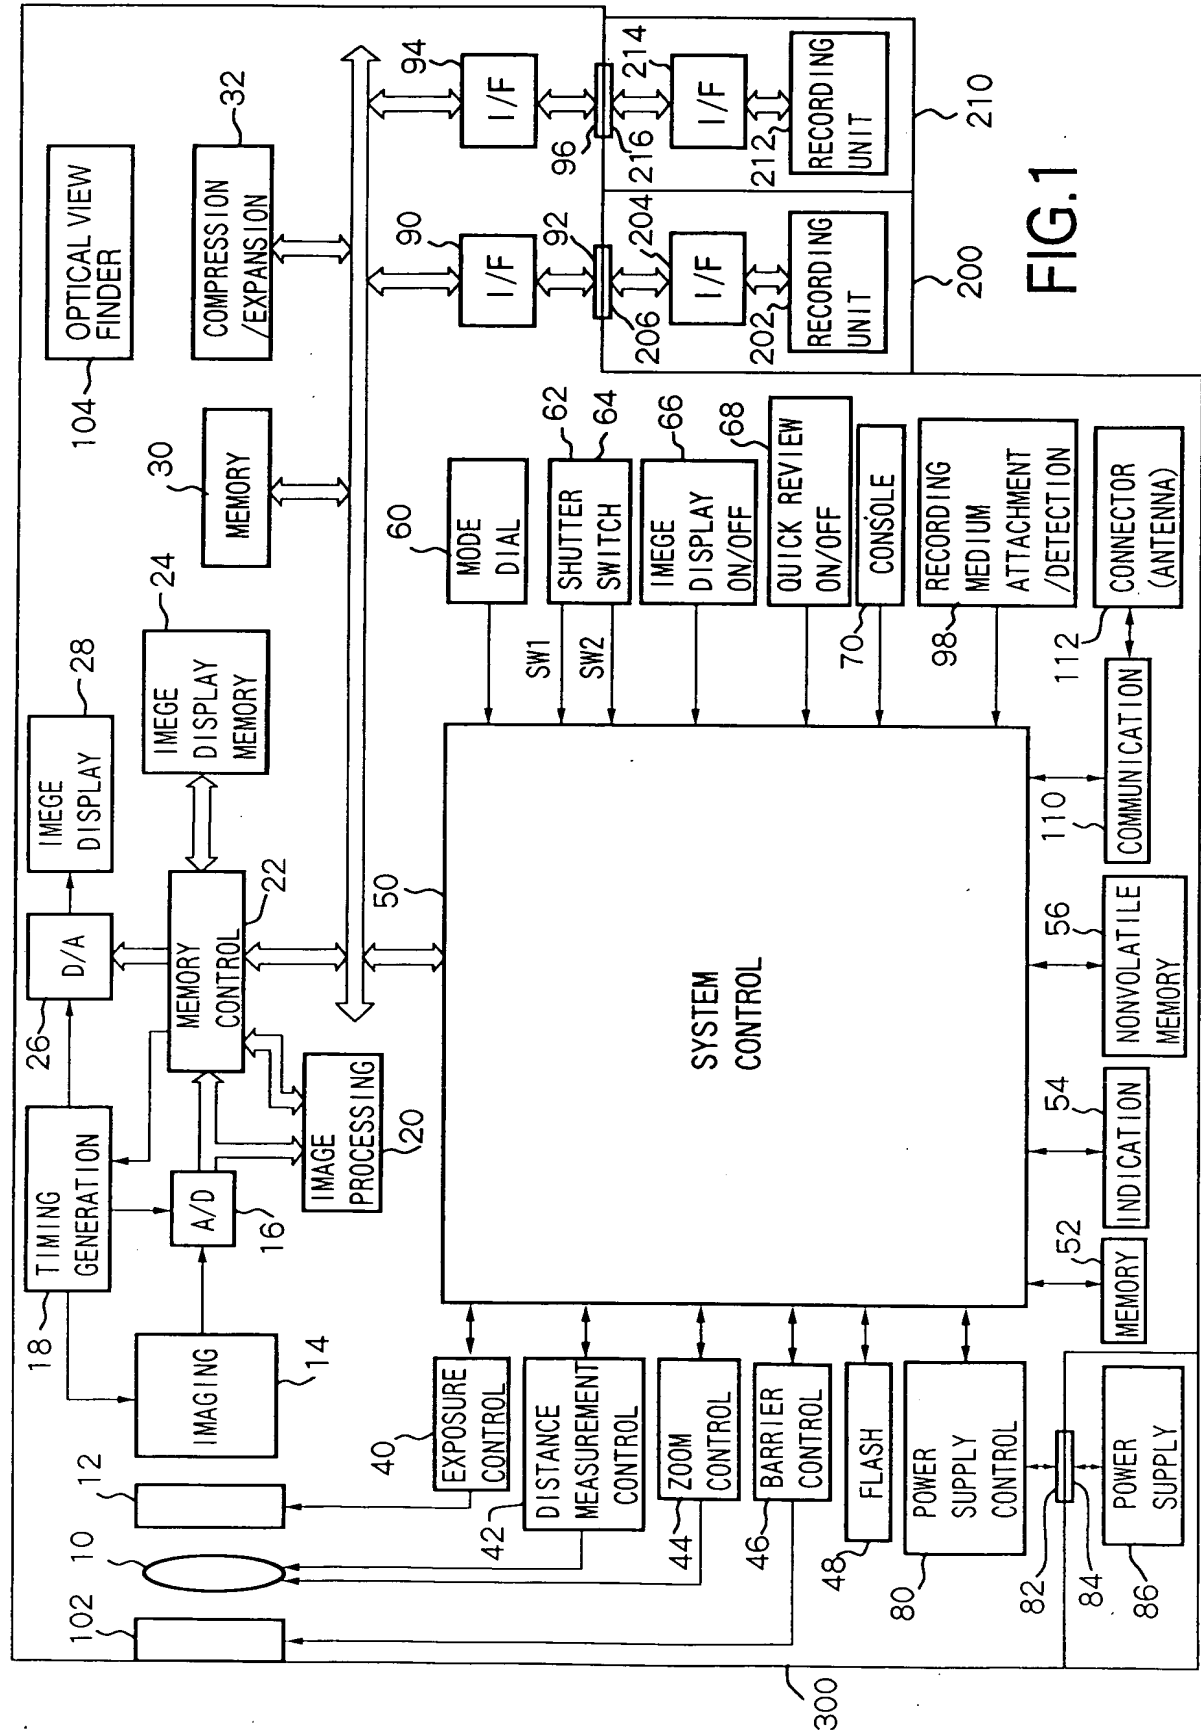 FIG.1
300
102
10
12
14
IMAGING
18
TIMING
GENERATION
16
A/D
26
D/A
28
IMEGE
DISPLAY
24
IMEGE
DISPLAY
MEMORY
22
MEMORY
CONTROL
20
IMAGE
PROCESSING
30
MEMORY
104
OPTICAL VIEW
FINDER
32
COMPRESSION
/EXPANSION
90
I/F
94
I/F
92
96
206
216
204
I/F
214
I/F
202
RECORDING
UNIT
212
RECORDING
UNIT
200
210
50
SYSTEM
CONTROL
60
MODE
DIAL
62
64
SHUTTER
SWITCH
SW1
SW2
66
IMEGE
DISPLAY
ON/OFF
68
QUICK REVIEW
ON/OFF
70
CONSOLE
98
RECORDING
MEDIUM
ATTACHMENT
/DETECTION
112
CONNECTOR
(ANTENNA)
110
COMMUNICATION
56
NONVOLATILE
MEMORY
54
INDICATION
52
MEMORY
40
EXPOSURE
CONTROL
42
DISTANCE
MEASUREMENT
CONTROL
44
ZOOM
CONTROL
46
BARRIER
CONTROL
48
FLASH
80
POWER
SUPPLY
CONTROL
82
84
86
POWER
SUPPLY